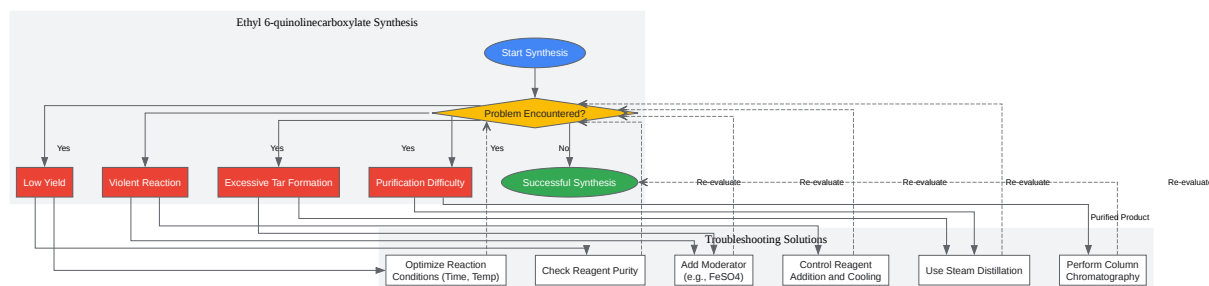 Ethyl 6-quinolinecarboxylate Synthesis
Start Synthesis
Problem Encountered?
Yes
Yes
Yes
Yes
No
Low Yield
Violent Reaction
Excessive Tar Formation
Purification Difficulty
Successful Synthesis
Re-evaluate
Re-evaluate
Re-evaluate
Re-evaluate
Re-evaluate
Purified Product
Troubleshooting Solutions
Optimize Reaction
Conditions (Time, Temp)
Check Reagent Purity
Add Moderator
(e.g., FeSO4)
Control Reagent
Addition and Cooling
Use Steam Distillation
Perform Column
Chromatography